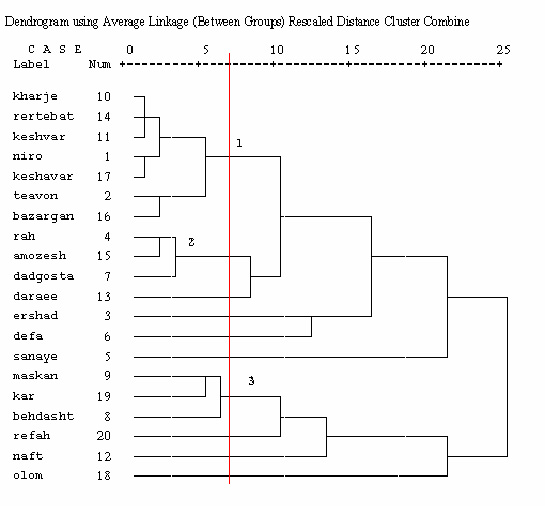 Dendrogram using Average Linkage (Between Groups) Rescaled Distance Cluster Combine
C A S E 0 5 10 15 20 25
Label Num
kharje 10
rertebat 14
keshvar 11
niro 1
keshavar 17
teavon 2
bazargan 16
rah 4
amozesh 15
dadgosta 7
daraee 13
ershad 3
defa 6
sanaye 5
maskan 9
kar 19
behdasht 8
refah 20
naft 12
olom 18
1
2
3